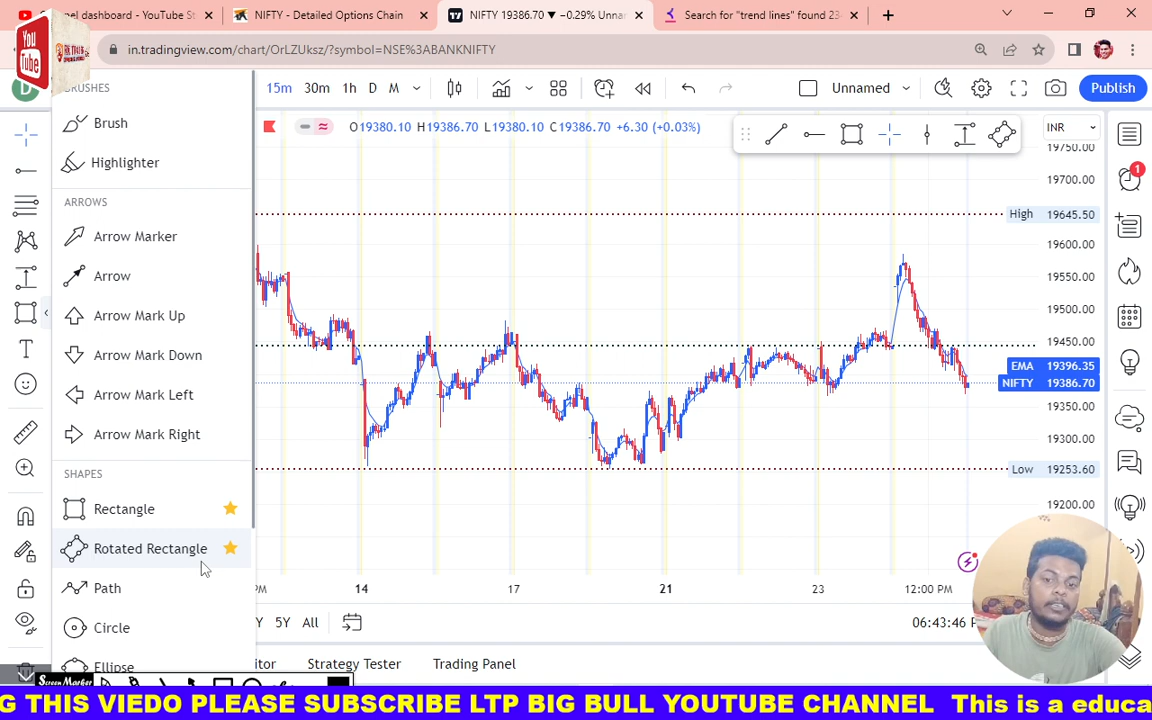 nel dashboard - YouTube St
NIFTY - Detailed Options Chain
NIFTY 19386.70 ▼ −0.29% Unna
Search for "trend lines" found 23
You
Tube
in.tradingview.com/chart/OrLZUksz/?symbol=NSE%3ABANKNIFTY
D
15m 30m 1h D M
Unnamed
Publish
BRUSHES
Brush
Highlighter
ARROWS
Arrow Marker
Arrow
Arrow Mark Up
Arrow Mark Down
Arrow Mark Left
Arrow Mark Right
SHAPES
Rectangle
Rotated Rectangle
Path
Circle
Ellipse
O19380.10 H19386.70 L19380.10 C19386.70 +6.30 (+0.03%)
INR
19750.00
19700.00
High 19645.50
19600.00
19550.00
19500.00
19450.00
EMA 19396.35
NIFTY 19386.70
19350.00
19300.00
Low 19253.60
19200.00
1
14 17 21 23 12:00 PM
5Y All
06:43:46
Strategy Tester Trading Panel
Screen Marker
G THIS VIEDO PLEASE SUBSCRIBE LTP BIG BULL YOUTUBE CHANNEL This is a educa